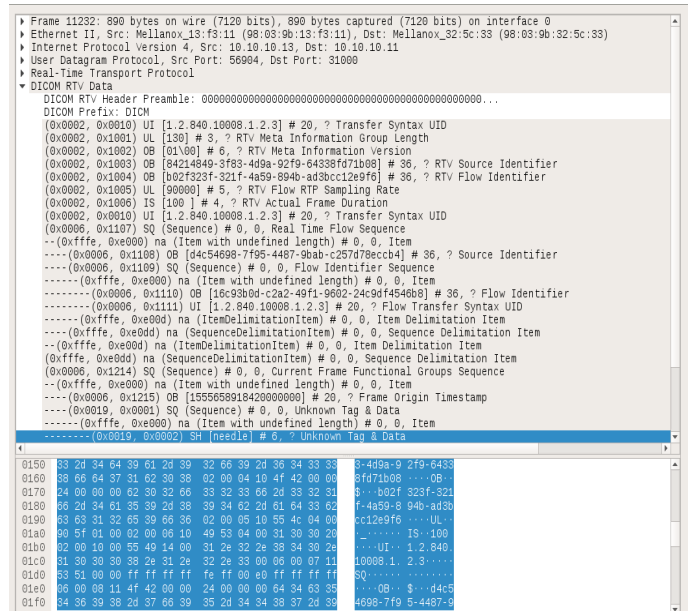 Frame 11232: 890 bytes on wire (7120 bits), 890 bytes captured (7120 bits) on interface 0
Ethernet II, Src: Mellanox_13:f3:11 (98:03:9b:13:f3:11), Dst: Mellanox_32:5c:33 (98:03:9b:32:5c:33)
Internet Protocol Version 4, Src: 10.10.10.13, Dst: 10.10.10.11
User Datagram Protocol, Src Port: 56904, Dst Port: 31000
Real-Time Transport Protocol
DICOM RTV Data
DICOM RTV Header Preamble: 000000000000000000000000000000000000000000000000...
DICOM Prefix: DICM
(0x0002, 0x0010) UI [1.2.840.10008.1.2.3] # 20, ? Transfer Syntax UID
(0x0002, 0x1001) UL [130] # 3, ? RTV Meta Information Group Length
(0x0002, 0x1002) OB [01\00] # 6, ? RTV Meta Information Version
(0x0002, 0x1003) OB [84214849-3f83-4d9a-92f9-64338fd71b08] # 36, ? RTV Source Identifier
(0x0002, 0x1004) OB [b02f323f-321f-4a59-894b-ad3bcc12e9f6] # 36, ? RTV Flow Identifier
(0x0002, 0x1005) UL [90000] # 5, ? RTV Flow RTP Sampling Rate
(0x0002, 0x1006) IS [100 ] # 4, ? RTV Actual Frame Duration
(0x0002, 0x0010) UI [1.2.840.10008.1.2.3] # 20, ? Transfer Syntax UID
(0x0006, 0x1107) SQ (Sequence) # 0, 0, Real Time Flow Sequence
--(0xfffe, 0xe000) na (Item with undefined length) # 0, 0, Item
----(0x0006, 0x1108) OB [d4c54698-7f95-4487-9bab-c257d78eccb4] # 36, ? Source Identifier
----(0x0006, 0x1109) SQ (Sequence) # 0, 0, Flow Identifier Sequence
------(0xfffe, 0xe000) na (Item with undefined length) # 0, 0, Item
--------(0x0006, 0x1110) OB [16c93b0d-c2a2-49f1-9602-24c9df4546b8] # 36, ? Flow Identifier
--------(0x0006, 0x1111) UI [1.2.840.10008.1.2.3] # 20, ? Flow Transfer Syntax UID
------(0xfffe, 0xe00d) na (ItemDelimitationItem) # 0, 0, Item Delimitation Item
----(0xfffe, 0xe0dd) na (SequenceDelimitationItem) # 0, 0, Sequence Delimitation Item
--(0xfffe, 0xe00d) na (ItemDelimitationItem) # 0, 0, Item Delimitation Item
(0xfffe, 0xe0dd) na (SequenceDelimitationItem) # 0, 0, Sequence Delimitation Item
(0x0006, 0x1214) SQ (Sequence) # 0, 0, Current Frame Functional Groups Sequence
--(0xfffe, 0xe000) na (Item with undefined length) # 0, 0, Item
----(0x0006, 0x1215) OB [1555658918420000000] # 20, ? Frame Origin Timestamp
----(0x0019, 0x0001) SQ (Sequence) # 0, 0, Unknown Tag & Data
------(0xfffe, 0xe000) na (Item with undefined length) # 0, 0, Item
--------(0x0019, 0x0002) SH [needle] # 6, ? Unknown Tag & Data
0150 33 2d 34 64 39 61 2d 39 32 66 39 2d 36 34 33 33 3-4d9a-9 2f9-6433
0160 38 66 64 37 31 62 30 38 02 00 04 10 4f 42 00 00 8fd71b08 ····OB··
0170 24 00 00 00 62 30 32 66 33 32 33 66 2d 33 32 31 $···b02f 323f-321
0180 66 2d 34 61 35 39 2d 38 39 34 62 2d 61 64 33 62 f-4a59-8 94b-ad3b
0190 63 63 31 32 65 39 66 36 02 00 05 10 55 4c 04 00 cc12e9f6 ····UL··
01a0 90 5f 01 00 02 00 06 10 49 53 04 00 31 30 30 20 ·_······ IS··100
01b0 02 00 10 00 55 49 14 00 31 2e 32 2e 38 34 30 2e ····UI·· 1.2.840.
01c0 31 30 30 30 38 2e 31 2e 32 2e 33 00 06 00 07 11 10008.1. 2.3·····
01d0 53 51 00 00 ff ff ff ff fe ff 00 e0 ff ff ff ff SQ······ ········
01e0 06 00 08 11 4f 42 00 00 24 00 00 00 64 34 63 35 ····OB·· $···d4c5
01f0 34 36 39 38 2d 37 66 39 35 2d 34 34 38 37 2d 39 4698-7f9 5-4487-9